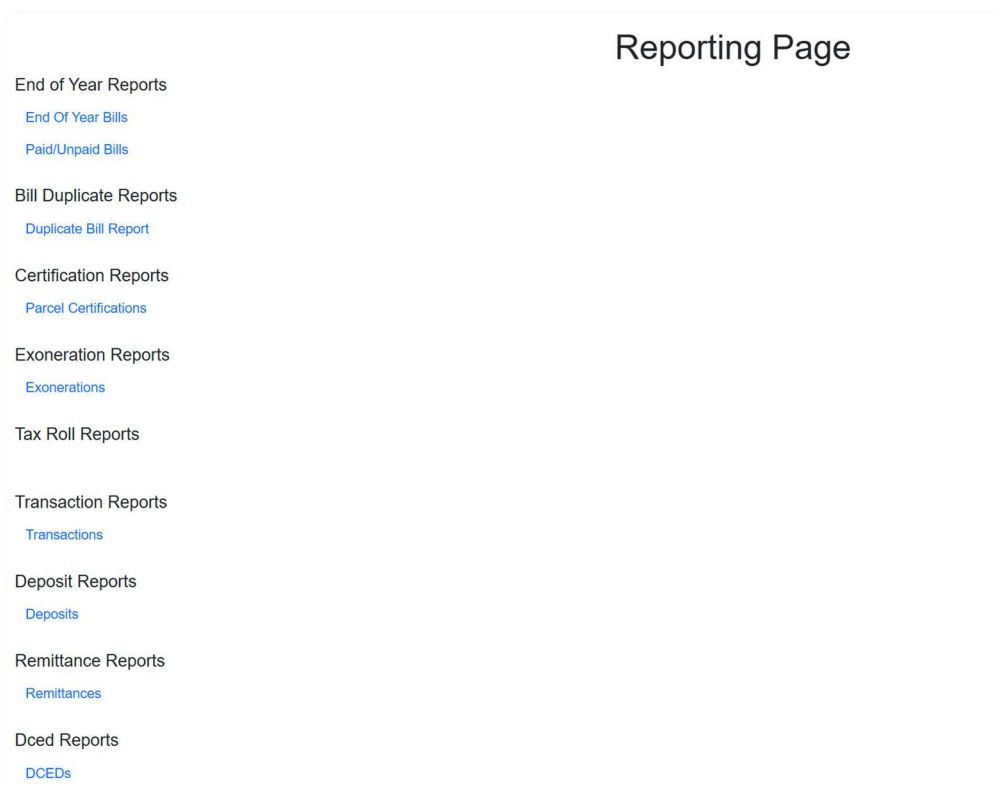 Reporting Page
End of Year Reports
End Of Year Bills
Paid/Unpaid Bills
Bill Duplicate Reports
Duplicate Bill Report
Certification Reports
Parcel Certifications
Exoneration Reports
Exonerations
Tax Roll Reports
Transaction Reports
Transactions
Deposit Reports
Deposits
Remittance Reports
Remittances
Dced Reports
DCEDs